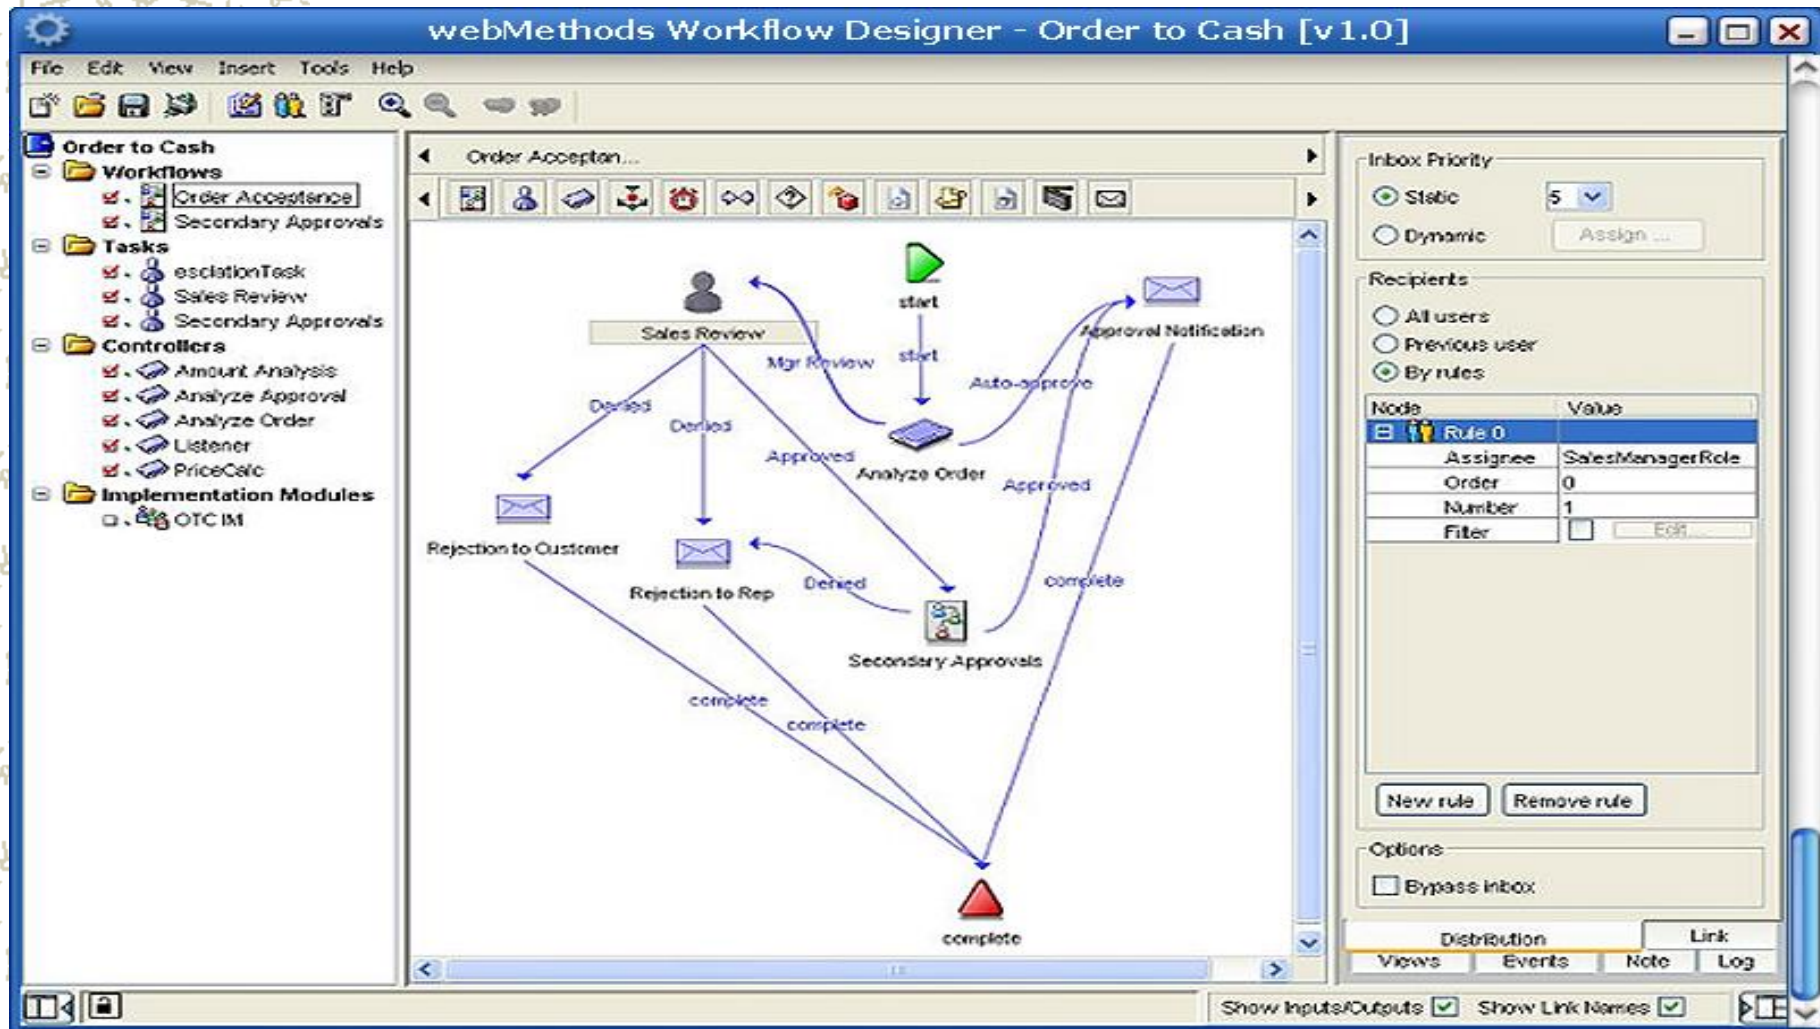 webMethods Workflow Designer - Order to Cash [v1.0]
File Edit View Insert Tools Help
Order to Cash
Workflows
Order Acceptance
Secondary Approvals
Tasks
esclationTask
Sales Review
Secondary Approvals
Controllers
Amount Analysis
Analyze Approval
Analyze Order
Listener
PriceCalc
Implementation Modules
OTC IM
Order Acceptan...
start
Sales Review
Approval Notification
start
Mgr Review
Auto-approve
Denied
Denied
Approved
Analyze Order
Approved
Rejection to Customer
Rejection to Rep
Denied
complete
Secondary Approvals
complete
complete
complete
Inbox Priority
Static 5
Dynamic Assign ...
Recipients
All users
Previous user
By rules
Node Value
Rule 0
Assignee SalesManagerRole
Order 0
Number 1
Filter Edit...
New rule Remove rule
Options
Bypass inbox
Distribution Link
Views Events Note Log
Show Inputs/Outputs Show Link Names